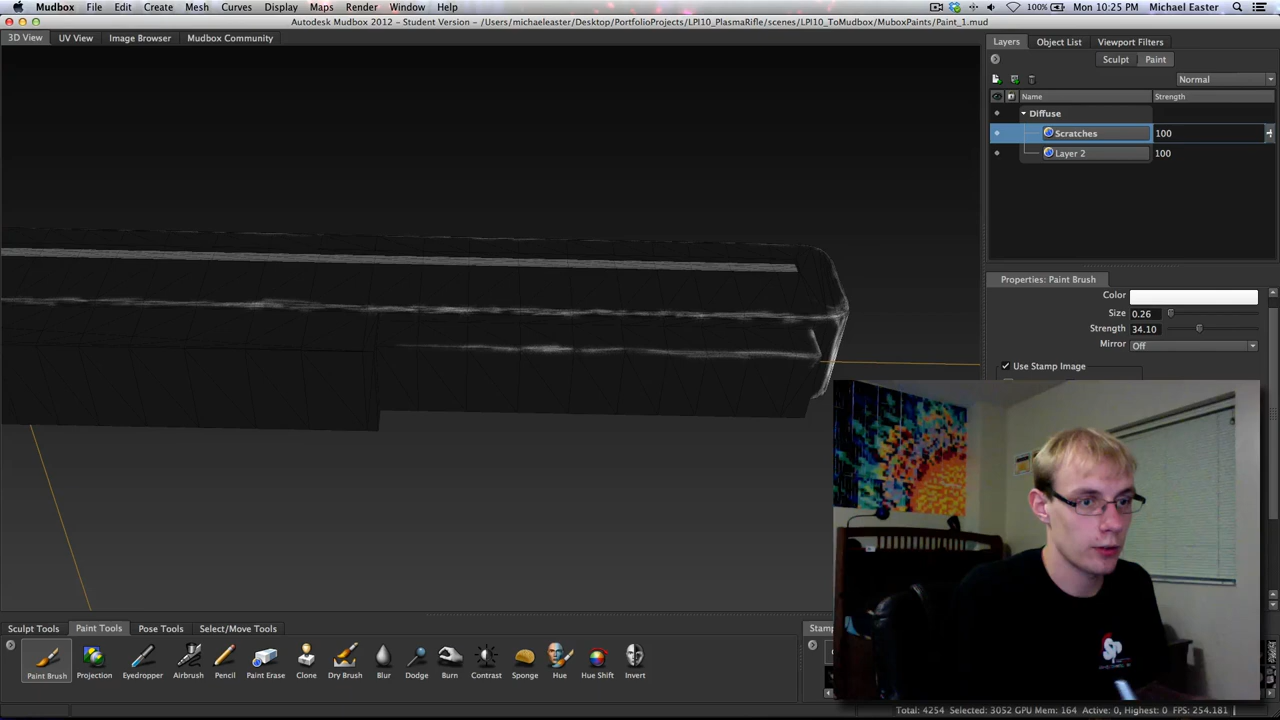 Mudbox File Edit Create Mesh Curves Display Maps Render Window Help 100% Mon 10:25 PM Michael Easter
Autodesk Mudbox 2012 - Student Version - /Users/michaeleaster/Desktop/PortfolioProjects/LPI10_PlasmaRifle/scenes/LPI10_ToMudbox/MuboxPaints/Paint_1.mud
3D View UV View Image Browser Mudbox Community
Layers Object List Viewport Filters
Sculpt Paint
Normal
Name Strength
Diffuse
Scratches 100
Layer 2 100
Properties: Paint Brush
Color
Size 0.26
Strength 34.10
Mirror Off
Use Stamp Image
Sculpt Tools Paint Tools Pose Tools Select/Move Tools
Stamp
Paint Brush Projection Eyedropper Airbrush Pencil Paint Erase Clone Dry Brush Blur Dodge Burn Contrast Sponge Hue Hue Shift Invert
SP
Total: 4254 Selected: 3052 GPU Mem: 164 Active: 0, Highest: 0 FPS: 254.181